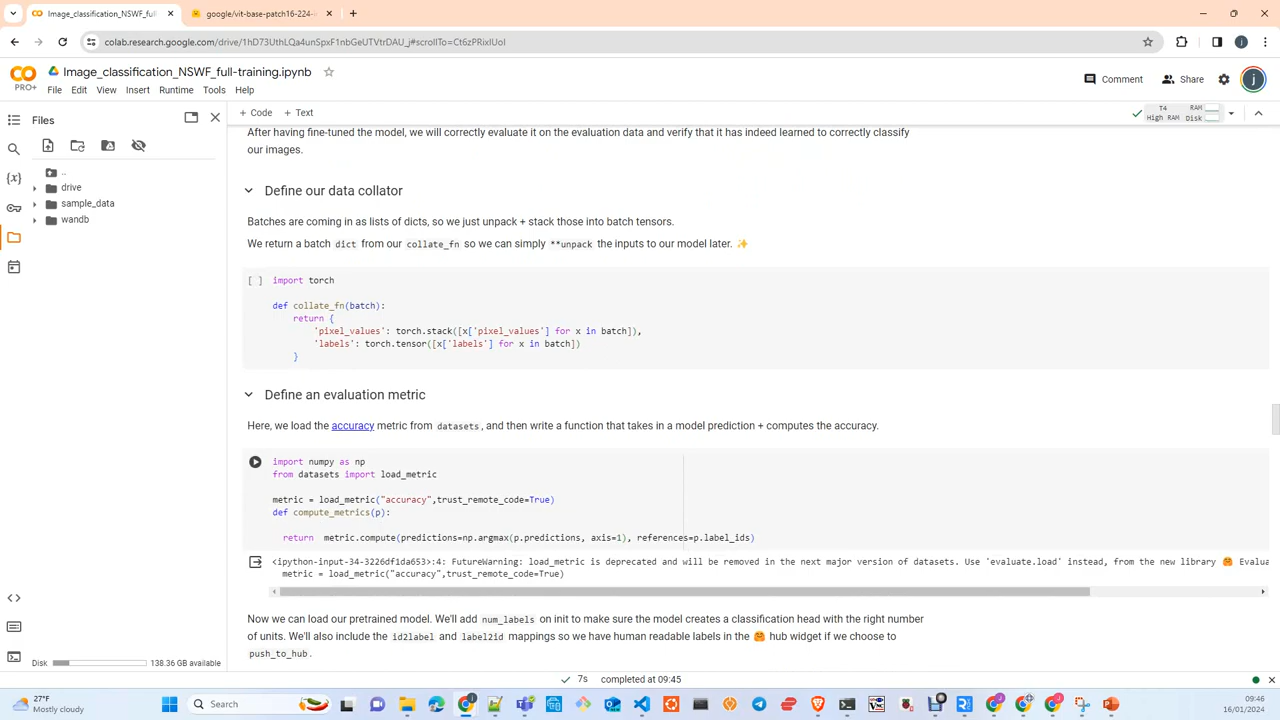 Image_classification_NSWF_full-
google/vit-base-patch16-224-
colab.research.google.com/drive/1hD73UthLQa4unSpxF1nbGeUTVtrDAU_j#scrollTo=Ct6zPRixIUoI
CO
PRO+
Image_classification_NSWF_full-training.ipynb
Comment
Share
j
File Edit View Insert Runtime Tools Help
Files
+ Code + Text
T4 RAM
High RAM Disk
..
drive
sample_data
wandb
After having fine-tuned the model, we will correctly evaluate it on the evaluation data and verify that it has indeed learned to correctly classify
our images.
Define our data collator
Batches are coming in as lists of dicts, so we just unpack + stack those into batch tensors.
We return a batch dict from our collate_fn so we can simply **unpack the inputs to our model later. ✨
[ ] import torch
def collate_fn(batch):
return {
'pixel_values': torch.stack([x['pixel_values'] for x in batch]),
'labels': torch.tensor([x['labels'] for x in batch])
}
Define an evaluation metric
Here, we load the accuracy metric from datasets, and then write a function that takes in a model prediction + computes the accuracy.
import numpy as np
from datasets import load_metric
metric = load_metric("accuracy",trust_remote_code=True)
def compute_metrics(p):
return metric.compute(predictions=np.argmax(p.predictions, axis=1), references=p.label_ids)
<ipython-input-34-3226df1da653>:4: FutureWarning: load_metric is deprecated and will be removed in the next major version of datasets. Use 'evaluate.load' instead, from the new library 🤗 Evalua
metric = load_metric("accuracy",trust_remote_code=True)
Now we can load our pretrained model. We'll add num_labels on init to make sure the model creates a classification head with the right number
of units. We'll also include the id2label and label2id mappings so we have human readable labels in the 🤗 hub widget if we choose to
push_to_hub.
Disk 138.36 GB available
7s completed at 09:45
27°F
Mostly cloudy
Search
09:46
16/01/2024